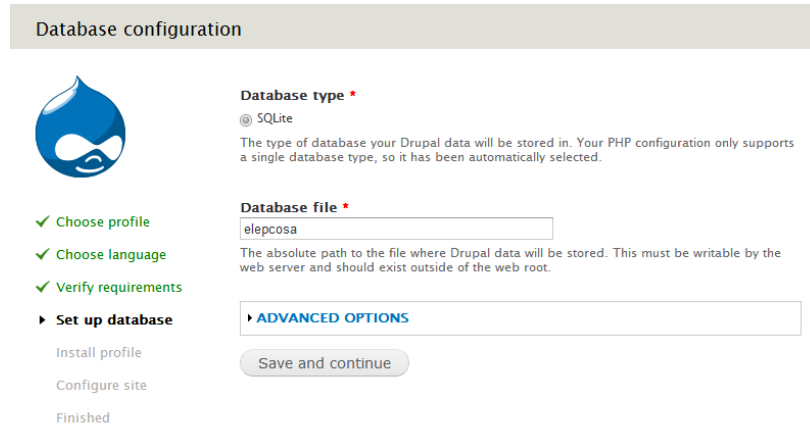 Database configuration
Choose profile
Choose language
Verify requirements
Set up database
Install profile
Configure site
Finished
Database type *
SQLite
The type of database your Drupal data will be stored in. Your PHP configuration only supports
a single database type, so it has been automatically selected.
Database file *
elepcosa
The absolute path to the file where Drupal data will be stored. This must be writable by the
web server and should exist outside of the web root.
ADVANCED OPTIONS
Save and continue